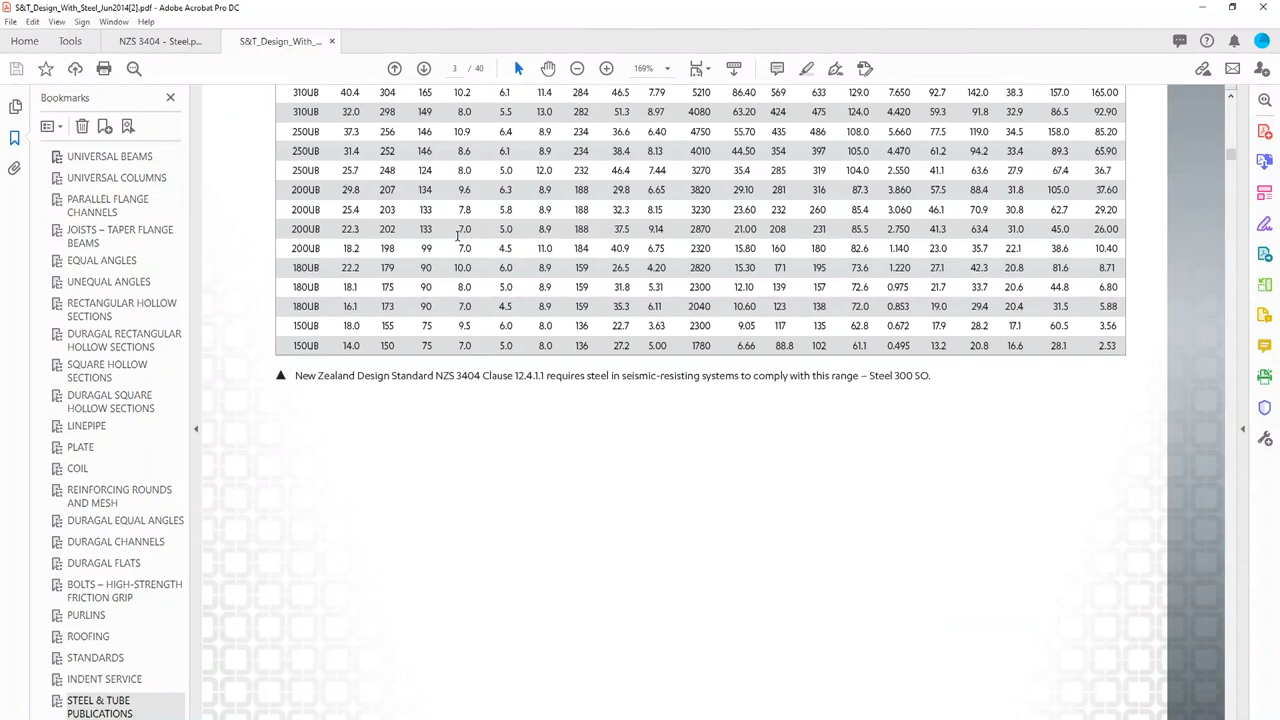 S&T_Design_With_Steel_Jun2014[2].pdf - Adobe Acrobat Pro DC
File Edit View Sign Window Help
Home Tools NZS 3404 - Steel.p... S&T_Design_With_... ×
3 / 40 169%
Bookmarks
UNIVERSAL BEAMS
UNIVERSAL COLUMNS
PARALLEL FLANGE
CHANNELS
JOISTS – TAPER FLANGE
BEAMS
EQUAL ANGLES
UNEQUAL ANGLES
RECTANGULAR HOLLOW
SECTIONS
DURAGAL RECTANGULAR
HOLLOW SECTIONS
SQUARE HOLLOW
SECTIONS
DURAGAL SQUARE
HOLLOW SECTIONS
LINEPIPE
PLATE
COIL
REINFORCING ROUNDS
AND MESH
DURAGAL EQUAL ANGLES
DURAGAL CHANNELS
DURAGAL FLATS
BOLTS – HIGH-STRENGTH
FRICTION GRIP
PURLINS
ROOFING
STANDARDS
INDENT SERVICE
STEEL & TUBE
PUBLICATIONS
310UB 40.4 304 165 10.2 6.1 11.4 284 46.5 7.79 5210 86.40 569 633 129.0 7.650 92.7 142.0 38.3 157.0 165.00
310UB 32.0 298 149 8.0 5.5 13.0 282 51.3 8.97 4080 63.20 424 475 124.0 4.420 59.3 91.8 32.9 86.5 92.90
250UB 37.3 256 146 10.9 6.4 8.9 234 36.6 6.40 4750 55.70 435 486 108.0 5.660 77.5 119.0 34.5 158.0 85.20
250UB 31.4 252 146 8.6 6.1 8.9 234 38.4 8.13 4010 44.50 354 397 105.0 4.470 61.2 94.2 33.4 89.3 65.90
250UB 25.7 248 124 8.0 5.0 12.0 232 46.4 7.44 3270 35.4 285 319 104.0 2.550 41.1 63.6 27.9 67.4 36.7
200UB 29.8 207 134 9.6 6.3 8.9 188 29.8 6.65 3820 29.10 281 316 87.3 3.860 57.5 88.4 31.8 105.0 37.60
200UB 25.4 203 133 7.8 5.8 8.9 188 32.3 8.15 3230 23.60 232 260 85.4 3.060 46.1 70.9 30.8 62.7 29.20
200UB 22.3 202 133 7.0 5.0 8.9 188 37.5 9.14 2870 21.00 208 231 85.5 2.750 41.3 63.4 31.0 45.0 26.00
200UB 18.2 198 99 7.0 4.5 11.0 184 40.9 6.75 2320 15.80 160 180 82.6 1.140 23.0 35.7 22.1 38.6 10.40
180UB 22.2 179 90 10.0 6.0 8.9 159 26.5 4.20 2820 15.30 171 195 73.6 1.220 27.1 42.3 20.8 81.6 8.71
180UB 18.1 175 90 8.0 5.0 8.9 159 31.8 5.31 2300 12.10 139 157 72.6 0.975 21.7 33.7 20.6 44.8 6.80
180UB 16.1 173 90 7.0 4.5 8.9 159 35.3 6.11 2040 10.60 123 138 72.0 0.853 19.0 29.4 20.4 31.5 5.88
150UB 18.0 155 75 9.5 6.0 8.0 136 22.7 3.63 2300 9.05 117 135 62.8 0.672 17.9 28.2 17.1 60.5 3.56
150UB 14.0 150 75 7.0 5.0 8.0 136 27.2 5.00 1780 6.66 88.8 102 61.1 0.495 13.2 20.8 16.6 28.1 2.53
▲ New Zealand Design Standard NZS 3404 Clause 12.4.1.1 requires steel in seismic-resisting systems to comply with this range – Steel 300 SO.